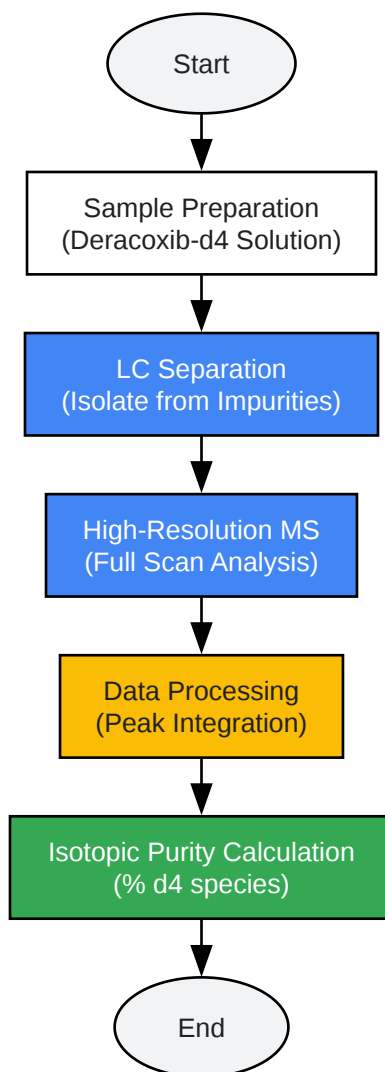 Start
Sample Preparation
(Deracoxib-d4 Solution)
LC Separation
(Isolate from Impurities)
High-Resolution MS
(Full Scan Analysis)
Data Processing
(Peak Integration)
Isotopic Purity Calculation
(% d4 species)
End